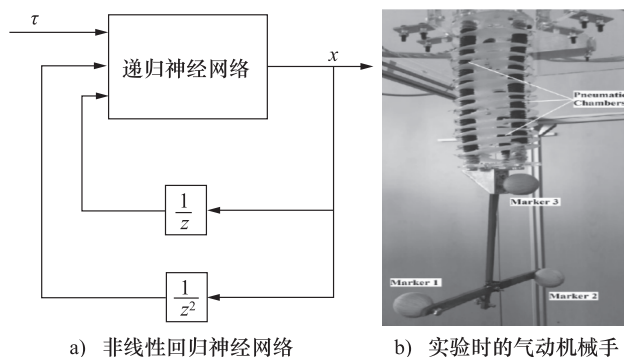 τ
递归神经网络
x
1
z
1
z²
a) 非线性回归神经网络
Pneumatic
Chambers
Marker 3
Marker 1
Marker 2
b) 实验时的气动机械手